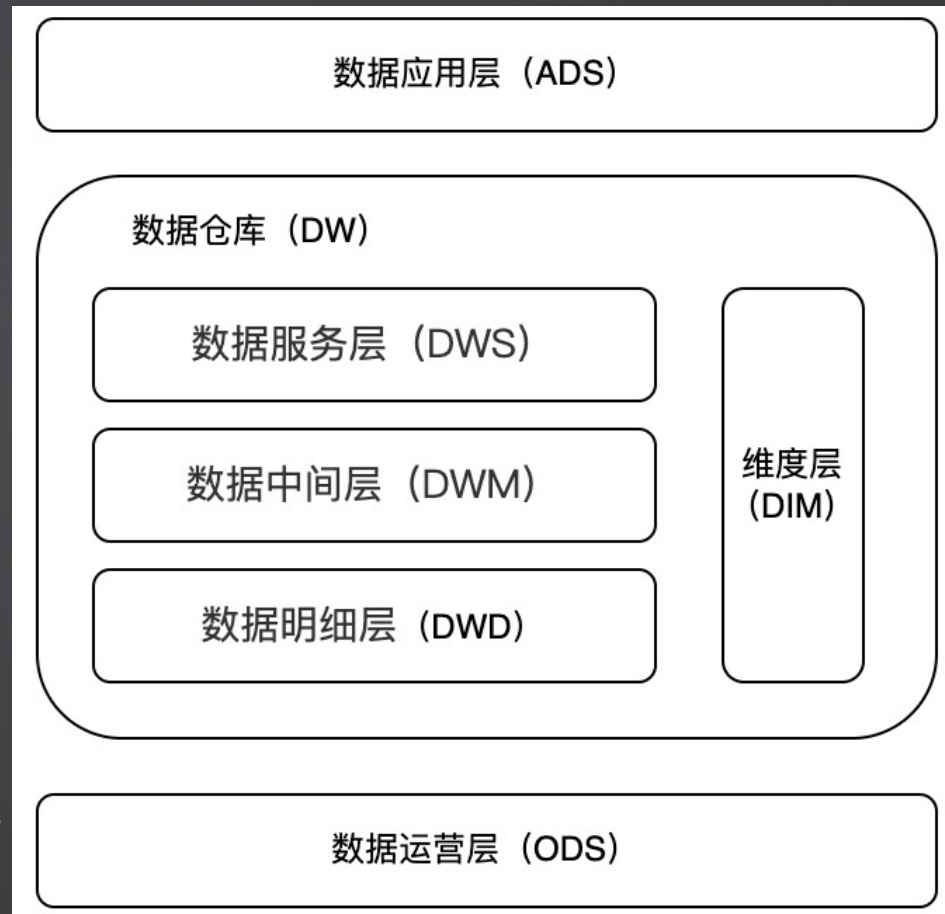 数据应用层（ADS）
数据仓库（DW）
数据服务层（DWS）
数据中间层（DWM）
数据明细层（DWD）
维度层
（DIM）
数据运营层（ODS）